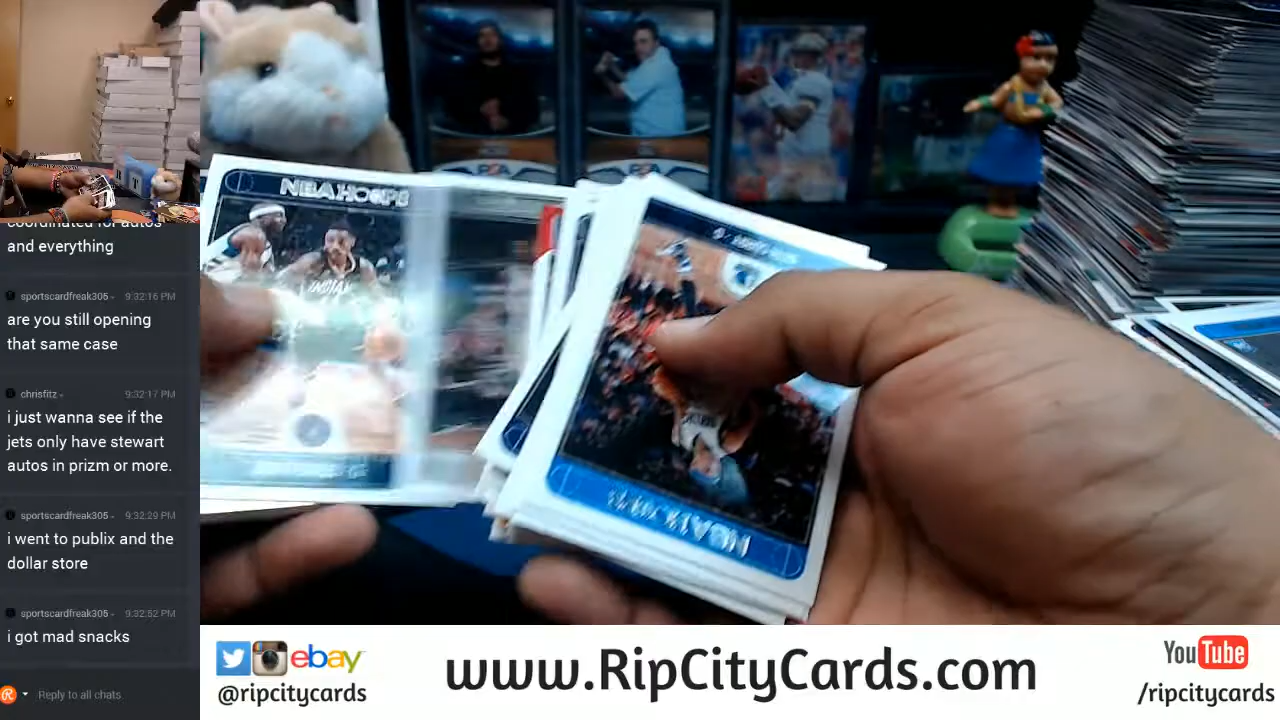 coordinated for autos
and everything
sportscardfreak305
9:32:16 PM
are you still opening
that same case
chrisfitz
9:32:17 PM
i just wanna see if the
jets only have stewart
autos in prizm or more.
sportscardfreak305
9:32:29 PM
i went to publix and the
dollar store
sportscardfreak305
9:32:52 PM
i got mad snacks
Reply to all chats.
NBA HOOPS
INDIANA
ebay
@ripcitycards
www.RipCityCards.com
YouTube
/ripcitycards